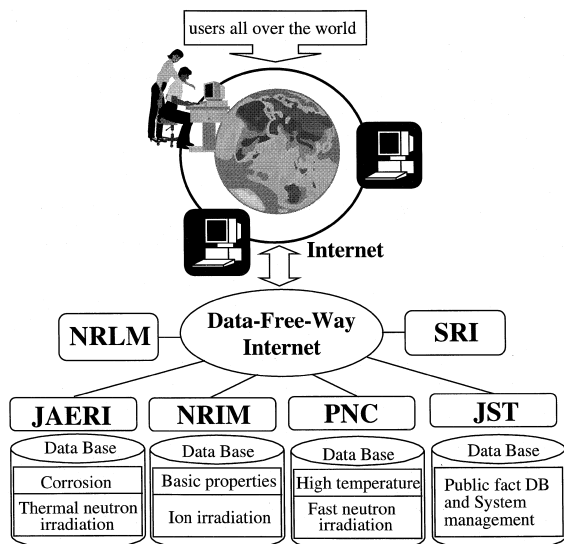 users all over the world
Internet
NRLM
Data-Free-Way
Internet
SRI
JAERI
NRIM
PNC
JST
Data Base
Data Base
Data Base
Data Base
Corrosion
Thermal neutron
irradiation
Basic properties
Ion irradiation
High temperature
Fast neutron
irradiation
Public fact DB
and System
management